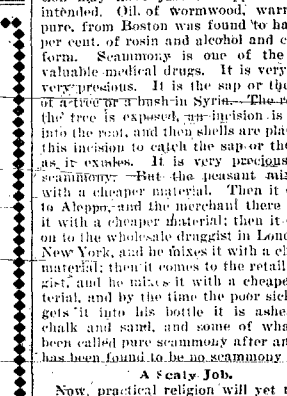 intended. Oil of wormwood, warr
pure, from Boston was found to ha
per cent. of rosin and alcohol and c
form. Scammony is one of the
valuable medical drugs. It is very
very precious. It is the sap or the
of a tree or a bush in Syria. The r
the tree is exposed, an incision is
into the root, and then shells are pla
this incision to catch the sap or the
as it exudes. It is very precious
scammony. But the peasant mix
with a cheaper material. Then it
to Aleppo, and the merchant there
it with a cheaper material; then it
on to the wholesale druggist in Lond
New York, and he mixes it with a ch
material; then it comes to the retail
gist, and he mixes it with a cheape
terial, and by the time the poor sick
gets it into his bottle it is ashe
chalk and sand, and some of wha
been called pure scammony after an
has been found to be no scammony
A Scaly Job.
Now, practical religion will yet r